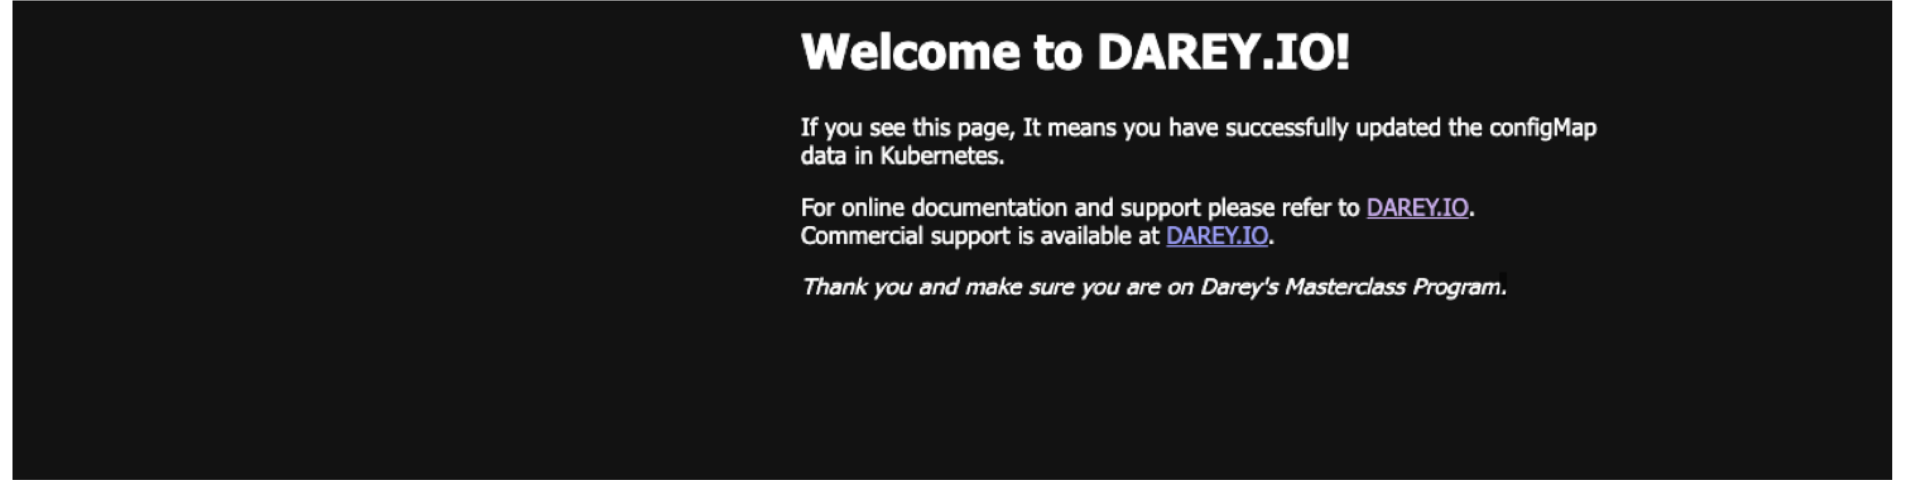 Welcome to DAREY.IO!
If you see this page, It means you have successfully updated the configMap
data in Kubernetes.
For online documentation and support please refer to DAREY.IO.
Commercial support is available at DAREY.IO.
Thank you and make sure you are on Darey's Masterclass Program.